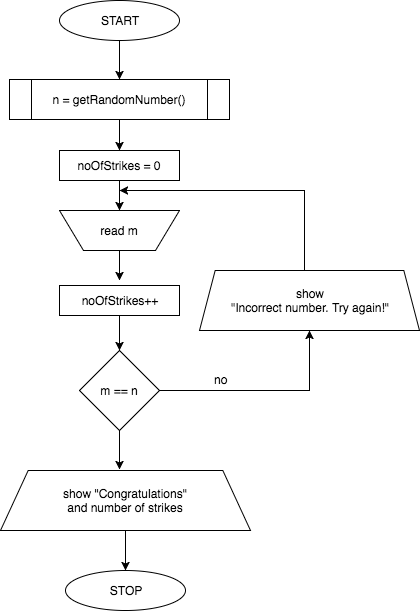 START
n = getRandomNumber()
noOfStrikes = 0
read m
noOfStrikes++
show
"Incorrect number. Try again!"
m == n
no
show "Congratulations"
and number of strikes
STOP